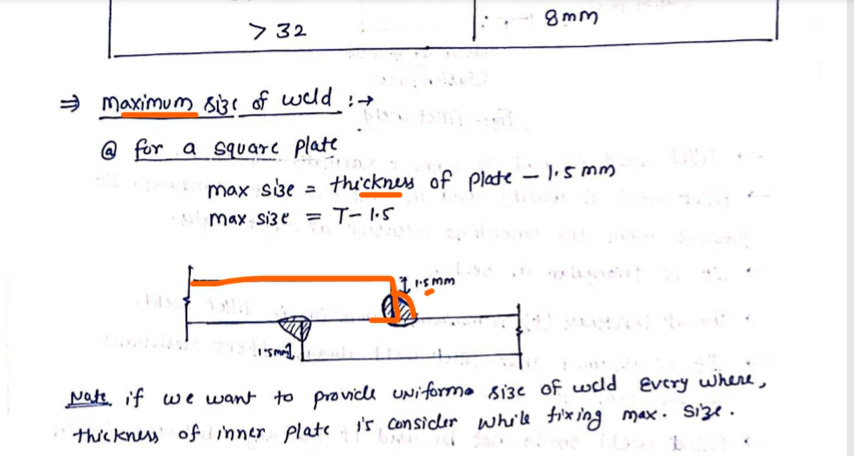 > 32
8mm
⇒ maximum size of weld :→
@ for a square plate
max size = thickness of plate - 1.5 mm
max size = T- 1.5
1.5mm
1.5mm
Note if we want to provide uniform size of weld every where,
thickness of inner plate is consider while fixing max. size.